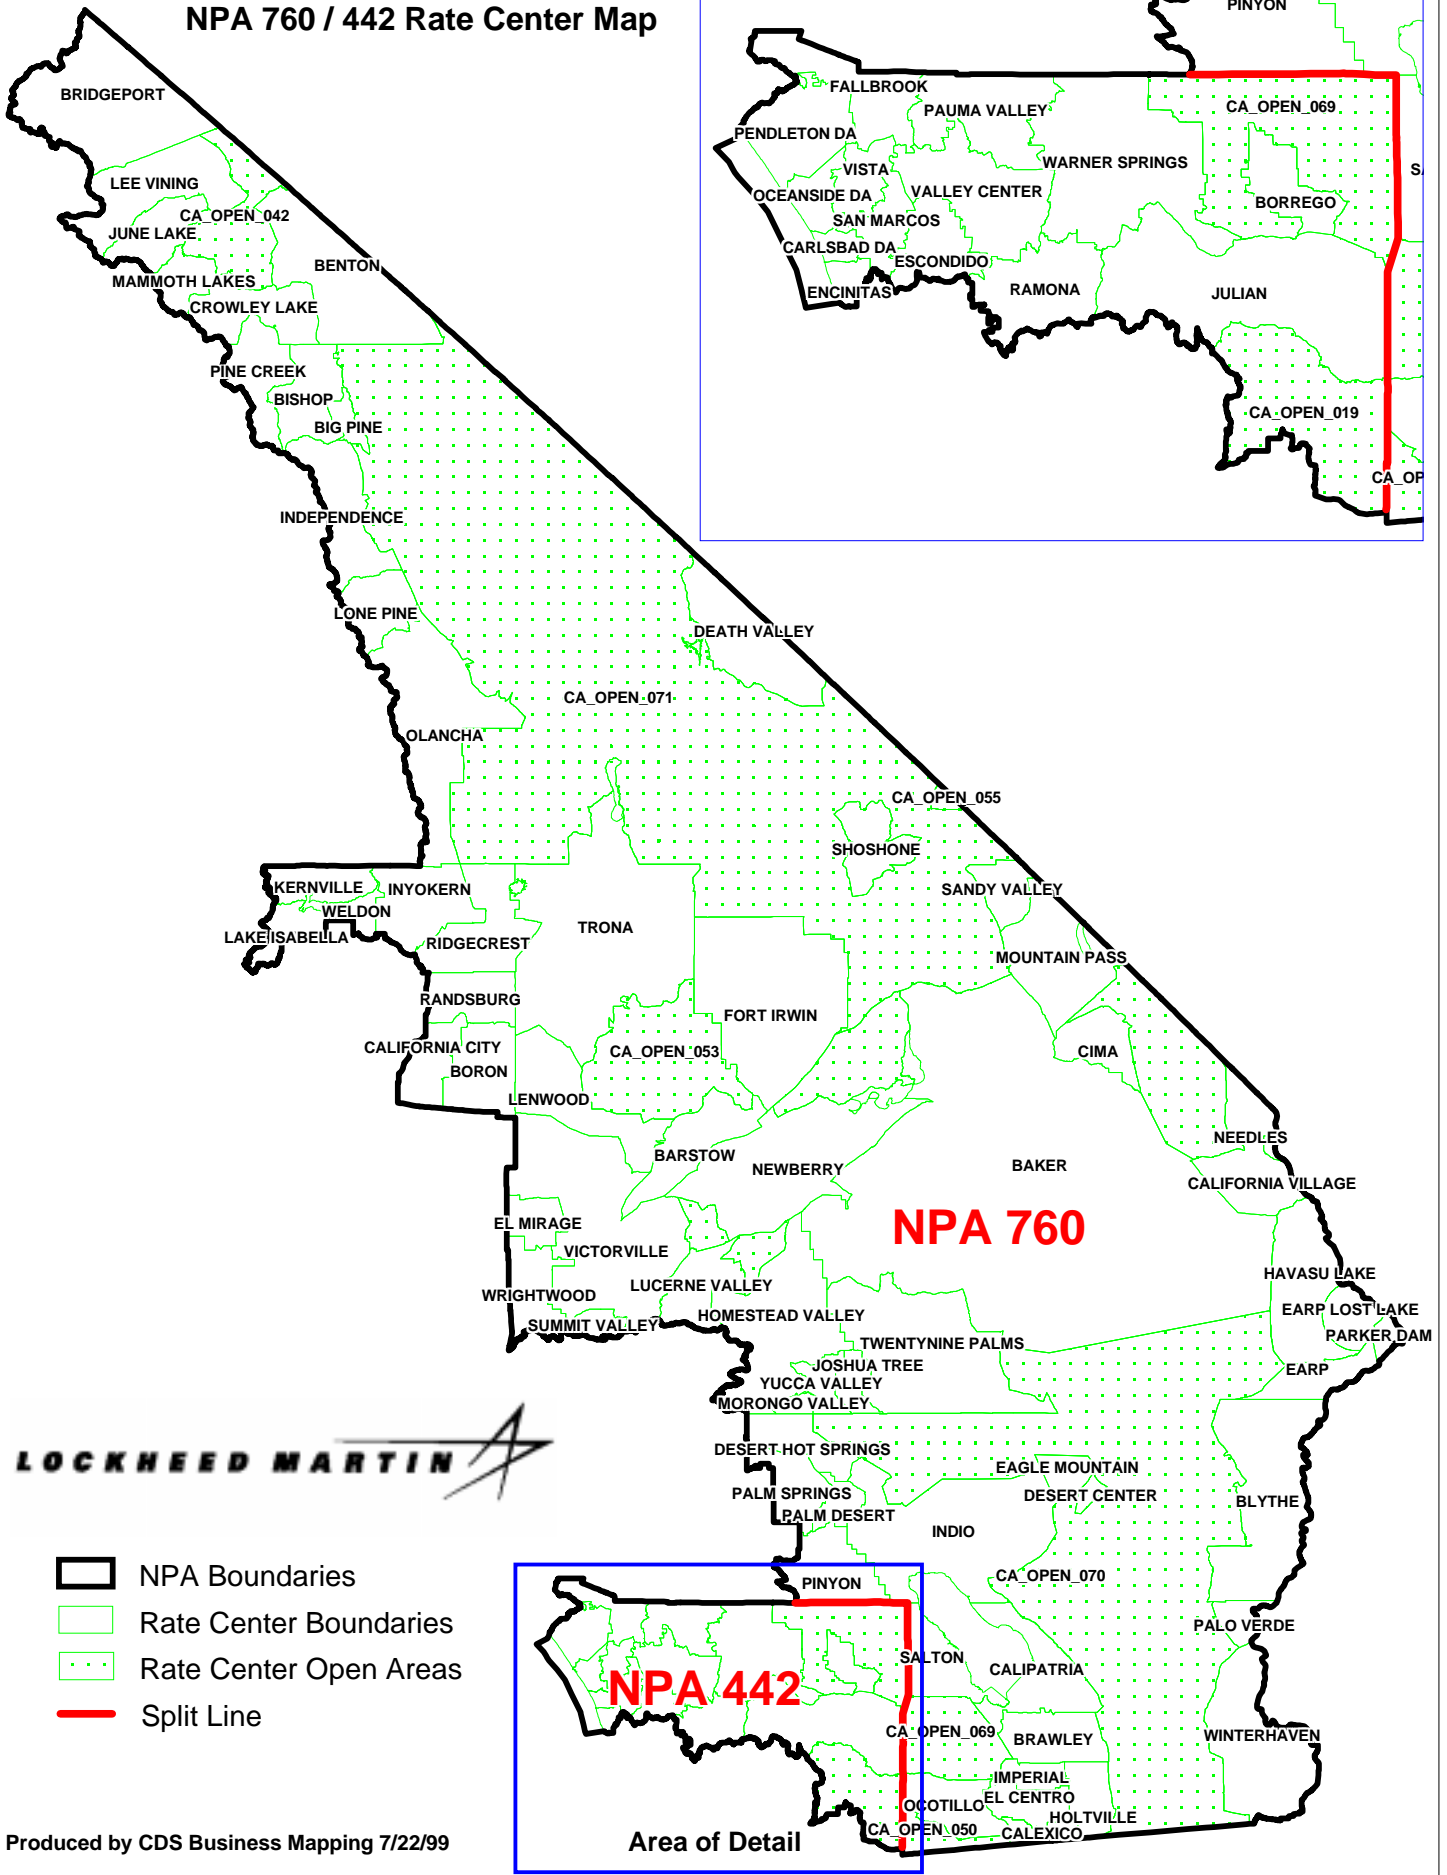 NPA 760 / 442 Rate Center Map
PINYON
FALLBROOK
PAUMA VALLEY
CA_OPEN_069
PENDLETON DA
VISTA
WARNER SPRINGS
OCEANSIDE DA
VALLEY CENTER
BORREGO
SAN MARCOS
CARLSBAD DA
ESCONDIDO
ENCINITAS
RAMONA
JULIAN
CA_OPEN_019
CA_OP
BRIDGEPORT
LEE VINING
CA_OPEN_042
JUNE LAKE
BENTON
MAMMOTH LAKES
CROWLEY LAKE
PINE CREEK
BISHOP
BIG PINE
INDEPENDENCE
LONE PINE
DEATH VALLEY
CA_OPEN_071
OLANCHA
CA_OPEN_055
SHOSHONE
KERNVILLE
INYOKERN
SANDY VALLEY
WELDON
TRONA
LAKE ISABELLA
RIDGECREST
MOUNTAIN PASS
RANDSBURG
FORT IRWIN
CALIFORNIA CITY
CA_OPEN_053
CIMA
BORON
LENWOOD
NEEDLES
BARSTOW
NEWBERRY
BAKER
CALIFORNIA VILLAGE
NPA 760
EL MIRAGE
VICTORVILLE
HAVASU LAKE
LUCERNE VALLEY
WRIGHTWOOD
EARP LOST LAKE
HOMESTEAD VALLEY
SUMMIT VALLEY
PARKER DAM
TWENTYNINE PALMS
JOSHUA TREE
EARP
YUCCA VALLEY
MORONGO VALLEY
LOCKHEED MARTIN
DESERT HOT SPRINGS
EAGLE MOUNTAIN
PALM SPRINGS
DESERT CENTER
BLYTHE
PALM DESERT
INDIO
NPA Boundaries
Rate Center Boundaries
Rate Center Open Areas
Split Line
PINYON
CA_OPEN_070
PALO VERDE
SALTON
CALIPATRIA
NPA 442
CA_OPEN_069
BRAWLEY
WINTERHAVEN
IMPERIAL
EL CENTRO
OCOTILLO
HOLTVILLE
CA_OPEN_050
CALEXICO
Area of Detail
Produced by CDS Business Mapping 7/22/99